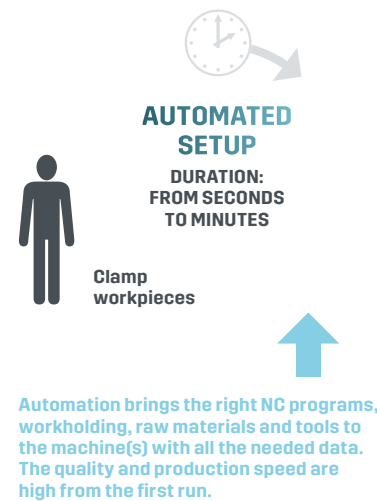 AUTOMATED
SETUP
DURATION:
FROM SECONDS
TO MINUTES
Clamp
workpieces
Automation brings the right NC programs,
workholding, raw materials and tools to
the machine(s) with all the needed data.
The quality and production speed are
high from the first run.